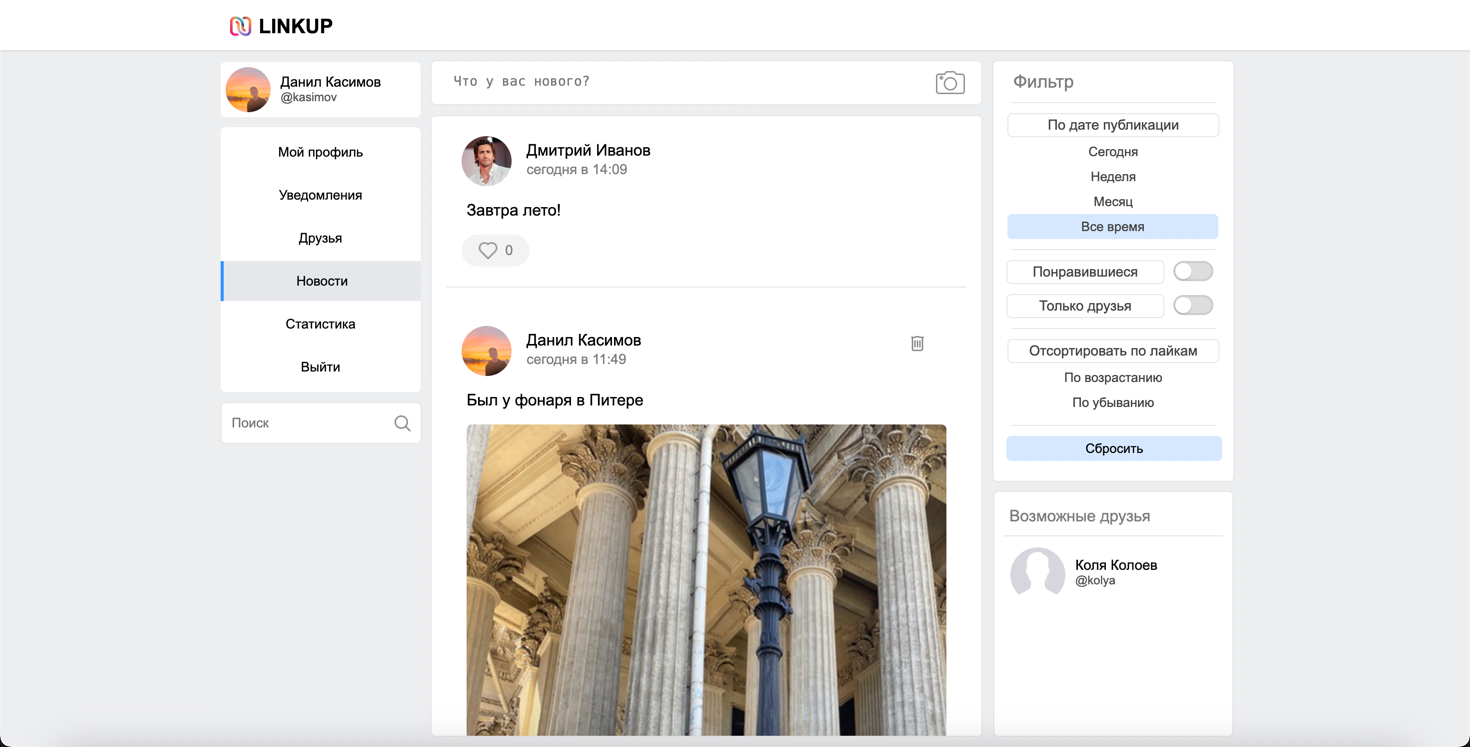 LINKUP
Данил Касимов
@kasimov
Мой профиль
Уведомления
Друзья
Новости
Статистика
Выйти
Поиск
Что у вас нового?
Дмитрий Иванов
сегодня в 14:09
Завтра лето!
0
Данил Касимов
сегодня в 11:49
Был у фонаря в Питере
Фильтр
По дате публикации
Сегодня
Неделя
Месяц
Все время
Понравившиеся
Только друзья
Отсортировать по лайкам
По возрастанию
По убыванию
Сбросить
Возможные друзья
Коля Колоев
@kolya